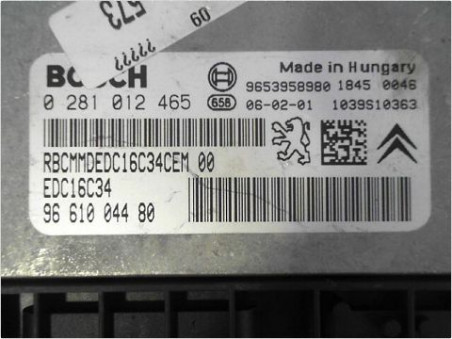 573
09
?????
BOSCH
Made in Hungary
9653958980 1845 0046
0 281 012 465
658
06-02-01 1039S10363
RBCMMDEDC16C34CEM 00
EDC16C34
96 610 044 80